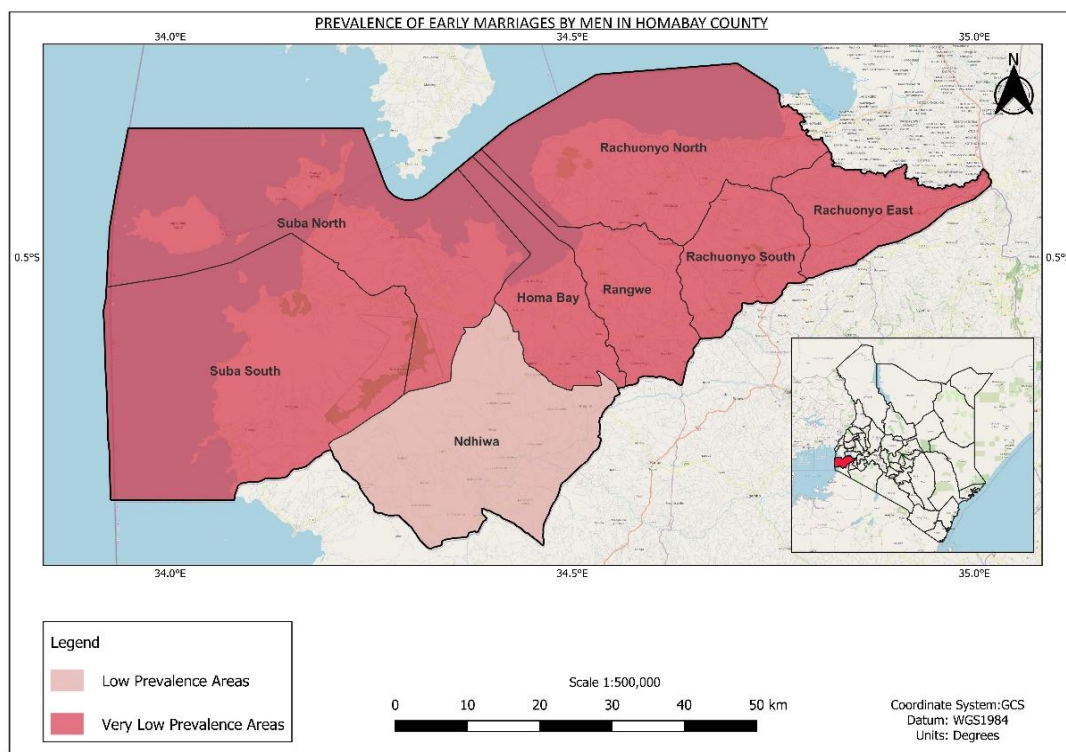 PREVALENCE OF EARLY MARRIAGES BY MEN IN HOMABAY COUNTY
34.0°E 34.5°E 35.0°E
N
Rachuonyo North
Rachuonyo East
Suba North
0.5°S 0.5°S
Rachuonyo South
Homa Bay
Rangwe
Suba South
Ndhiwa
34.0°E 34.5°E 35.0°E
Legend
Low Prevalence Areas
Very Low Prevalence Areas
Scale 1:500,000
0 10 20 30 40 50 km
Coordinate System:GCS
Datum: WGS1984
Units: Degrees